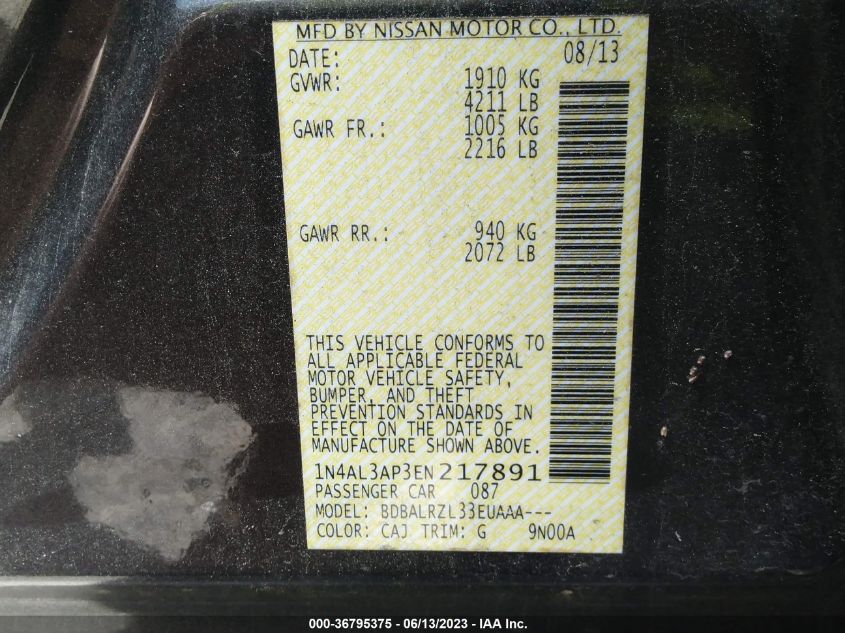 MFD BY NISSAN MOTOR CO., LTD.
DATE: 08/13
GVWR: 1910 KG
4211 LB
GAWR FR.: 1005 KG
2216 LB
GAWR RR.: 940 KG
2072 LB
THIS VEHICLE CONFORMS TO
ALL APPLICABLE FEDERAL
MOTOR VEHICLE SAFETY,
BUMPER, AND THEFT
PREVENTION STANDARDS IN
EFFECT ON THE DATE OF
MANUFACTURE SHOWN ABOVE.
1N4AL3AP3EN217891
PASSENGER CAR 087
MODEL: BDBALRZL33EUAAA---
COLOR: CAJ TRIM: G 9N00A
000-36795375 - 06/13/2023 - IAA Inc.